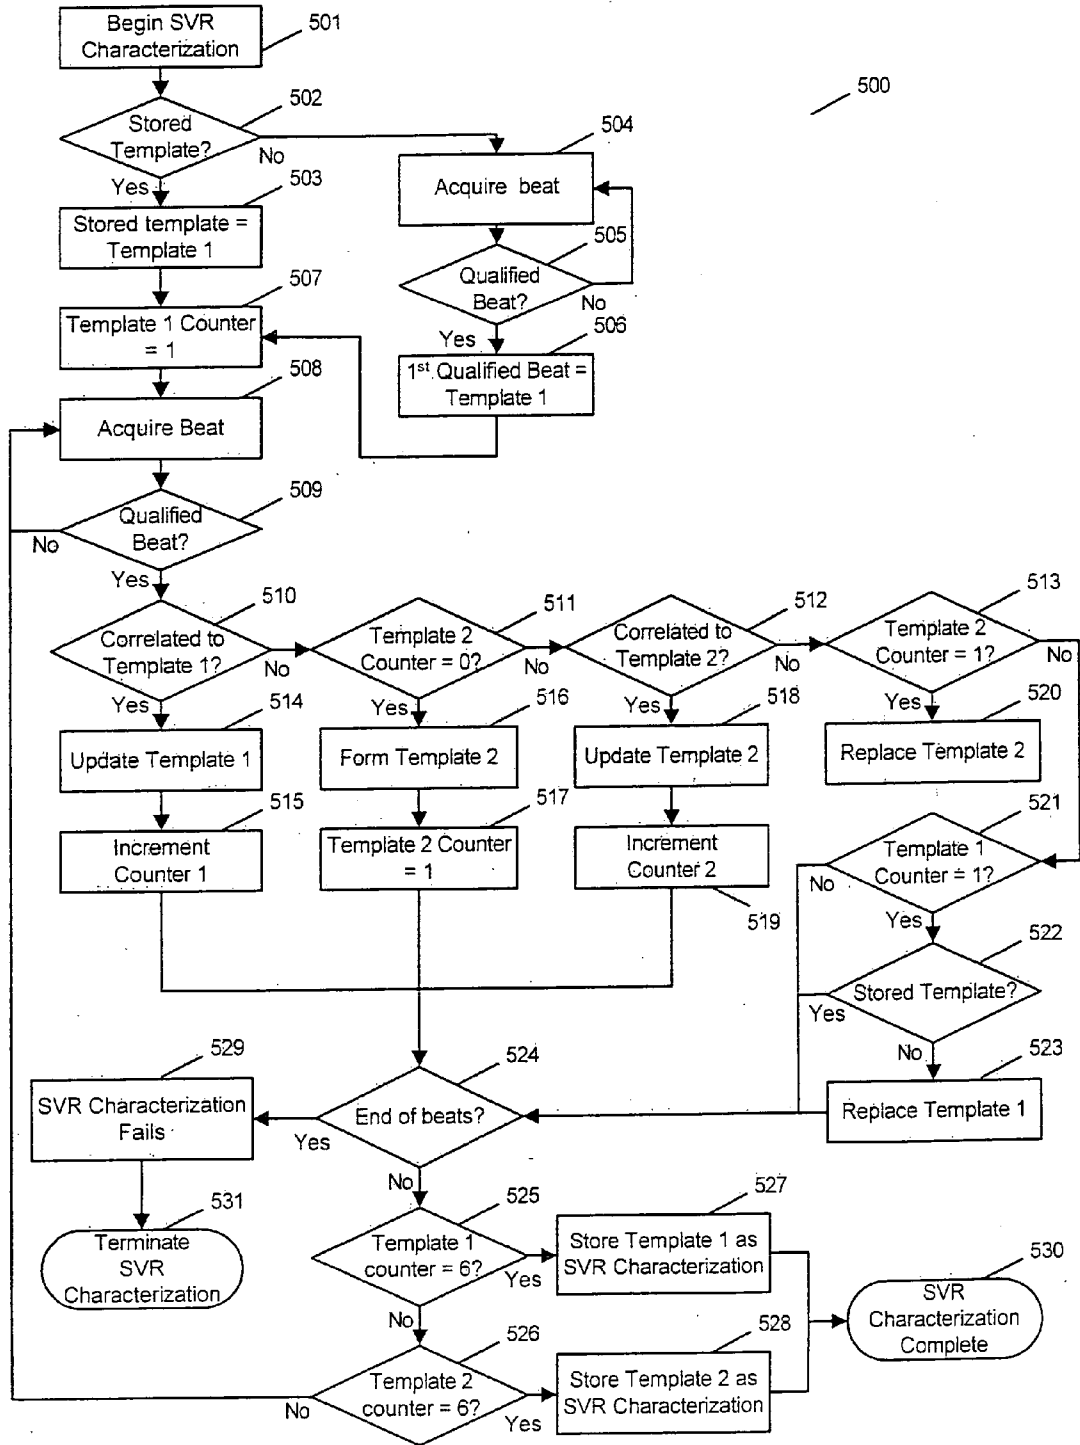 Begin SVR
Characterization
501
500
502
Stored
Template?
No
Yes
504
Acquire beat
503
Stored template =
Template 1
505
Qualified
Beat?
No
Yes
507
Template 1 Counter
= 1
506
1st Qualified Beat =
Template 1
508
Acquire Beat
509
Qualified
Beat?
No
Yes
510
Correlated to
Template 1?
No
Yes
511
Template 2
Counter = 0?
No
Yes
512
Correlated to
Template 2?
No
Yes
513
Template 2
Counter = 1?
No
Yes
514
Update Template 1
516
Form Template 2
518
Update Template 2
520
Replace Template 2
515
Increment
Counter 1
517
Template 2 Counter
= 1
Increment
Counter 2
519
521
Template 1
Counter = 1?
No
Yes
522
Stored Template?
Yes
No
523
Replace Template 1
524
End of beats?
Yes
No
529
SVR Characterization
Fails
531
Terminate
SVR
Characterization
525
Template 1
counter = 6?
Yes
No
527
Store Template 1 as
SVR Characterization
526
Template 2
counter = 6?
No
Yes
528
Store Template 2 as
SVR Characterization
530
SVR
Characterization
Complete